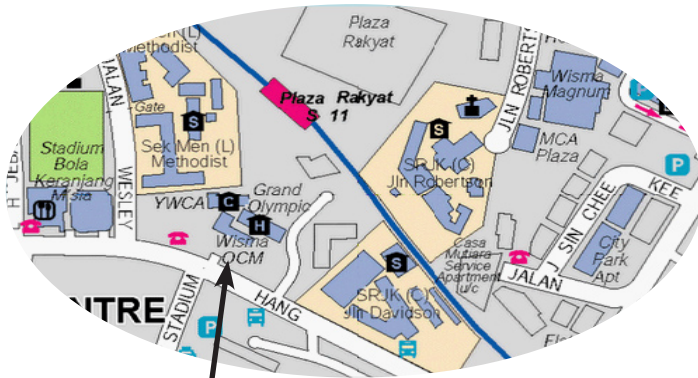 Methodist
JALAN
WESLEY
Gate
S
Sek Men (L)
Methodist
Plaza
Rakyat
Plaza Rakyat
S 11
Stadium
Bola
Keranjang
M'sia
YWCA
C
Grand
Olympic
H
Wisma
OCM
S
SRJK (C)
Jln Robertson
JLN ROBERTS
Wisma
Magnum
MCA
Plaza
P
P
KEE
SIN CHEE
J
City
Park
Apt
Casa
Mutiara
Service
Apartment
u/c
JALAN
S
SRJK (C)
Jln Davidson
HANG
STADIUM
NTRE
P